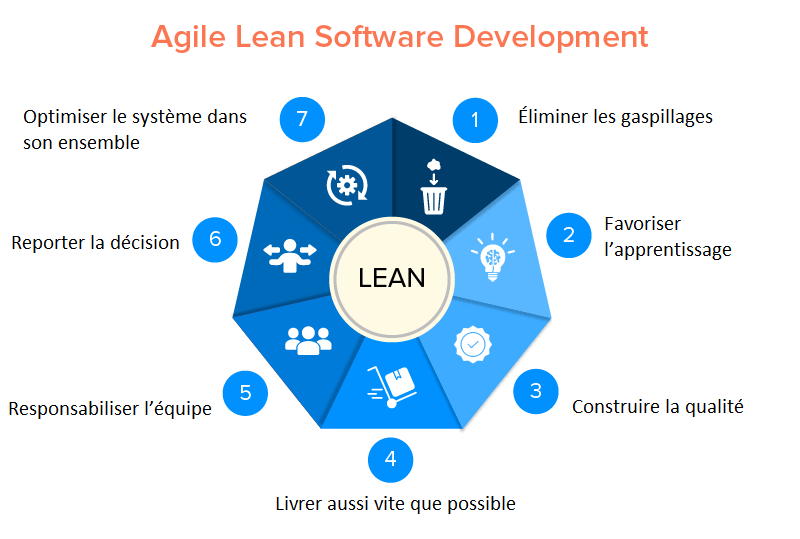 Agile Lean Software Development
1
Éliminer les gaspillages
2
Favoriser
l’apprentissage
3
Construire la qualité
4
Livrer aussi vite que possible
5
Responsabiliser l’équipe
6
Reporter la décision
7
Optimiser le système dans
son ensemble
LEAN